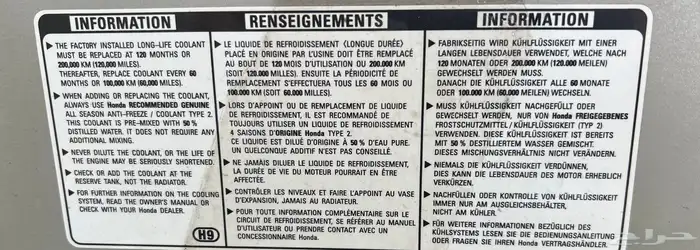 INFORMATION
▶ THE FACTORY INSTALLED LONG-LIFE COOLANT
MUST BE REPLACED AT 120 MONTHS OR
200,000 KM (120,000 MILES).
THEREAFTER, REPLACE COOLANT EVERY 60
MONTHS OR 100,000 KM (60,000 MILES).
▶ WHEN ADDING OR REPLACING THE COOLANT,
ALWAYS USE Honda RECOMMENDED GENUINE
ALL SEASON ANTI-FREEZE / COOLANT TYPE 2.
THIS COOLANT IS PRE-MIXED WITH 50 %
DISTILLED WATER. IT DOES NOT REQUIRE ANY
ADDITIONAL MIXING.
▶ NEVER DILUTE THE COOLANT, OR THE LIFE OF
THE ENGINE MAY BE SERIOUSLY SHORTENED.
▶ CHECK OR ADD THE COOLANT AT THE
RESERVE TANK, NOT THE RADIATOR.
▶ FOR FURTHER INFORMATION ON THE COOLING
SYSTEM, READ THE OWNER'S MANUAL OR
CHECK WITH YOUR Honda DEALER.
H9
RENSEIGNEMENTS
▶ LE LIQUIDE DE REFROIDISSEMENT (LONGUE DURÉE)
PLACÉ EN ORIGINE PAR L'USINE DOIT ÊTRE REMPLACÉ
AU BOUT DE 120 MOIS D'UTILISATION OU 200.000 KM
(SOIT 120.000 MILES). ENSUITE LA PÉRIODICITÉ DE
REMPLACEMENT S'EFFECTUERA TOUS LES 60 MOIS OU
100.000 KM (SOIT 60.000 MILES).
▶ LORS D'APPOINT OU DE REMPLACEMENT DE LIQUIDE
DE REFROIDISSEMENT, IL EST RECOMMANDÉ DE
TOUJOURS UTILISER UN LIQUIDE DE REFROIDISSEMENT
4 SAISONS D'ORIGINE Honda TYPE 2.
CE LIQUIDE EST DILUÉ D'ORIGINE À 50 % D'EAU PURE.
UN QUELCONQUE ADDITIF N'EST PAS CONSEILLÉ.
▶ NE JAMAIS DILUER LE LIQUIDE DE REFROIDISSEMENT,
LA DURÉE DE VIE DU MOTEUR POURRAIT EN ÊTRE
AFFECTÉE.
▶ CONTRÔLER LES NIVEAUX ET FAIRE L'APPOINT AU VASE
D'EXPANSION, JAMAIS AU RADIATEUR.
▶ POUR TOUTE INFORMATION COMPLÉMENTAIRE SUR LE
CIRCUIT DE REFROIDISSEMENT, SE RÉFÉRER AU MANUEL
D'UTILISATEUR OU PRENDRE CONTACT AVEC UN
CONCESSIONNAIRE Honda.
INFORMATION
▶ FABRIKSEITIG WIRD KÜHLFLÜSSIGKEIT MIT EINER
LANGEN LEBENSDAUER VERWENDET, WELCHE NACH
120 MONATEN ODER 200.000 KM (120.000 MEILEN)
GEWECHSELT WERDEN MUSS.
DANACH DIE KÜHLFLÜSSIGKEIT ALLE 60 MONATE
ODER 100.000 KM (60.000 MEILEN) WECHSELN.
▶ MUSS KÜHLFLÜSSIGKEIT NACHGEFÜLLT ODER
GEWECHSELT WERDEN, NUR VON Honda FREIGEGEBENES
FROSTSCHUTZMITTEL / KÜHLFLÜSSIGKEIT (TYP 2)
VERWENDEN. DIESE KÜHLFLÜSSIGKEIT IST BEREITS
MIT 50 % DESTILLIERTEM WASSER GEMISCHT.
DIESES MISCHUNGSVERHÄLTNIS NICHT VERÄNDERN.
▶ NIEMALS DIE KÜHLFLÜSSIGKEIT VERDÜNNEN,
DIES KANN DIE LEBENSDAUER DES MOTORS ERHEBLICH
VERKÜRZEN.
▶ NACHFÜLLEN ODER KONTROLLE VON KÜHLFLÜSSIGKEIT
IMMER NUR AM AUSGLEICHSBEHÄLTER,
NICHT AM KÜHLER.
▶ FÜR WEITERE INFORMATIONEN BEZÜGLICH DES
KÜHLSYSTEMS LESEN SIE BITTE DIE BEDIENUNGSANLEITUNG
ODER FRAGEN SIE IHRE Honda VERTRAGSHÄNDLER
حراج